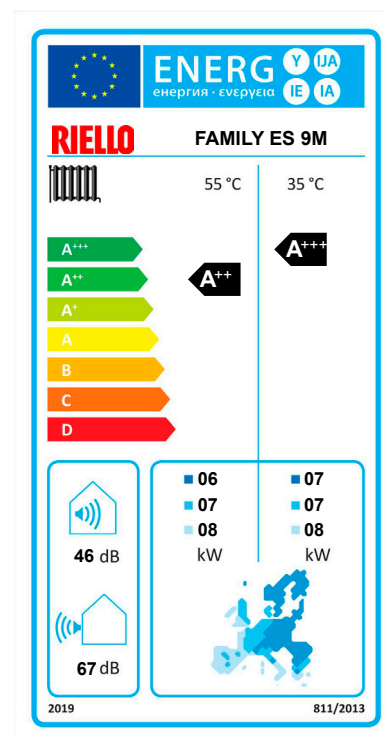 ENERG Y IJA
енергия · ενεργεια IE IA
RIELLO FAMILY ES 9M
55 °C 35 °C
A+++ A+++
A++ A++
A+
A
B
C
D
06 07
07 07
08 08
kW kW
46 dB
67 dB
2019 811/2013